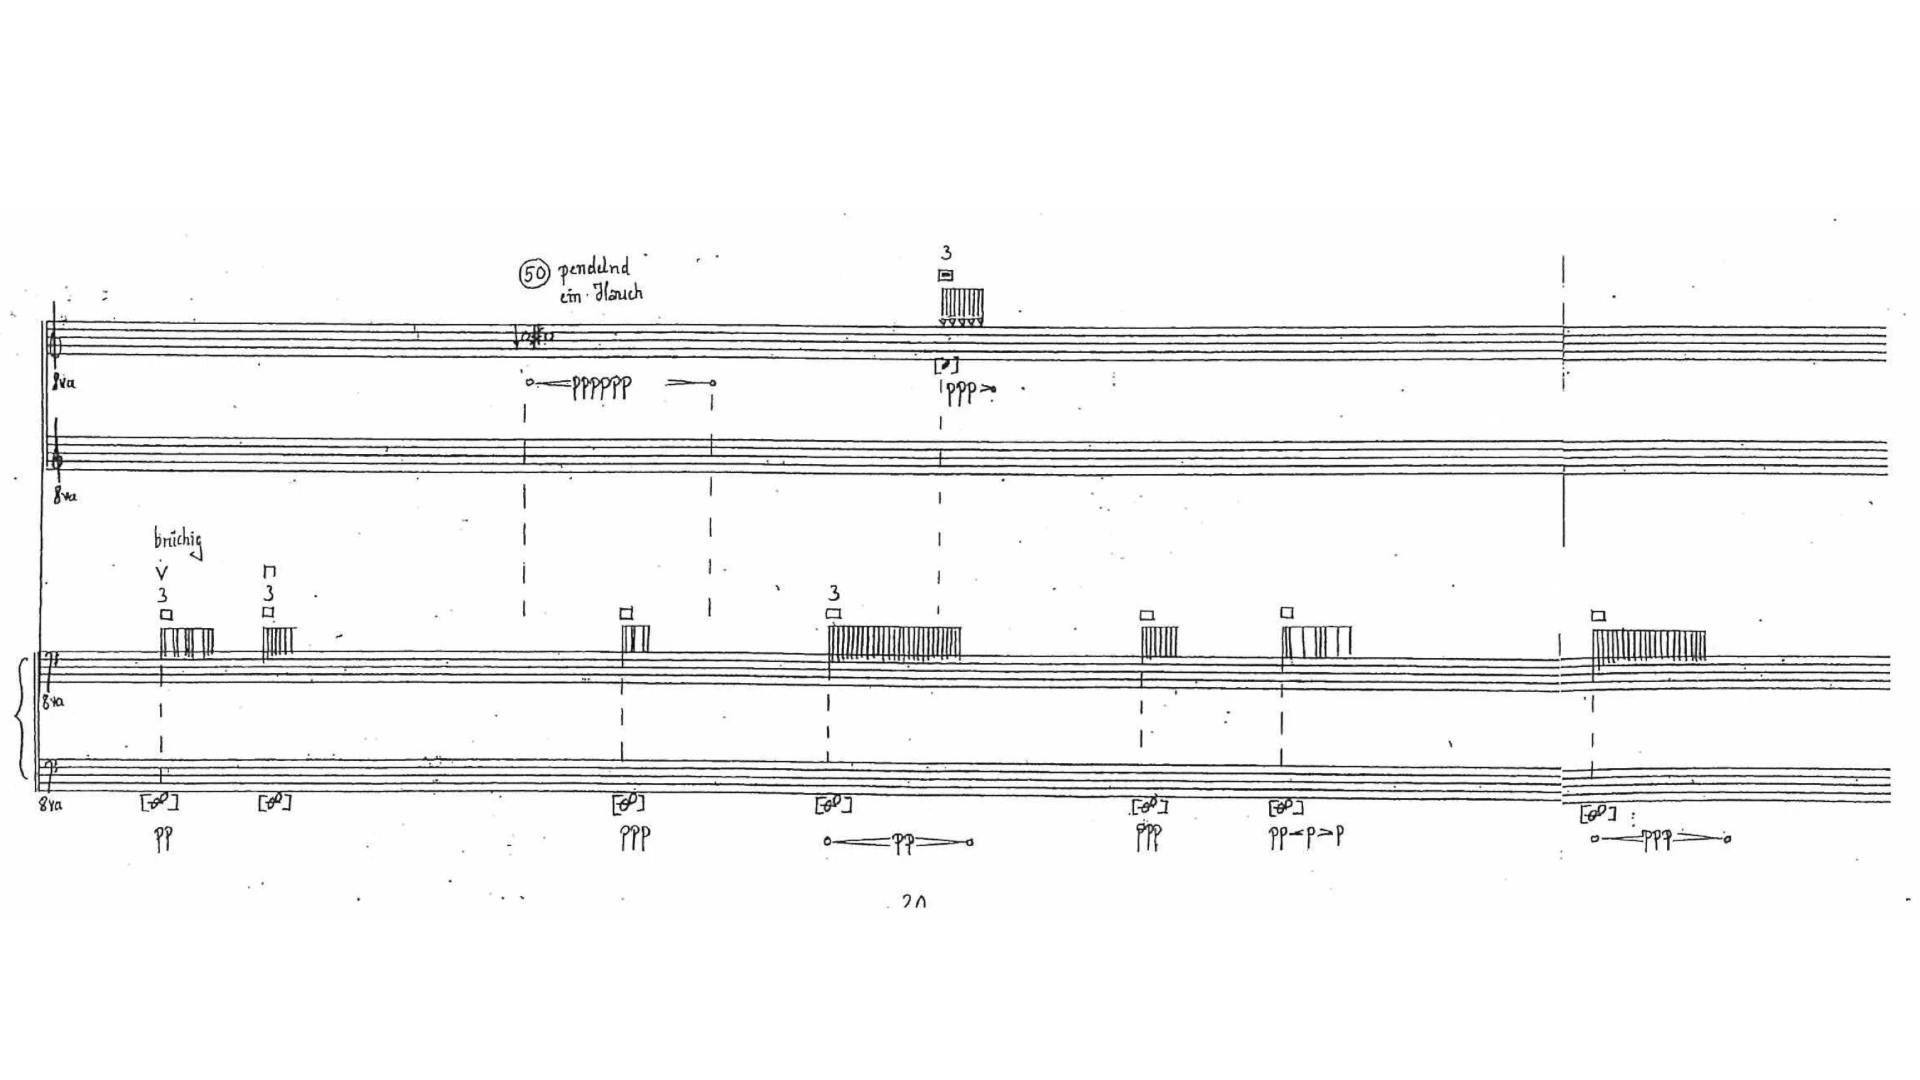 3
50 pendelnd
ein Hauch
8va
pppppp
ppp
8va
brüchig
V
3 3 3
8va
8va
pp ppp pp ppp pp<p>p ppp
20